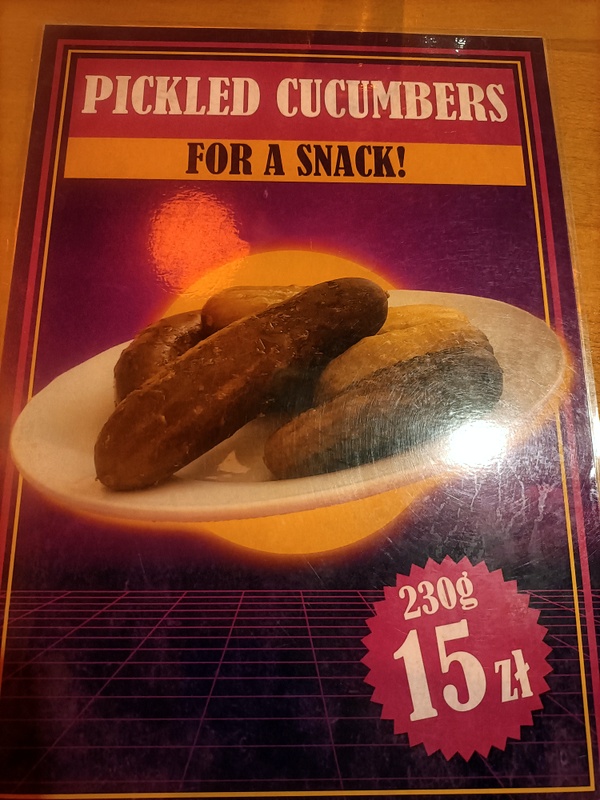 PICKLED CUCUMBERS
FOR A SNACK!
230g
15 zł